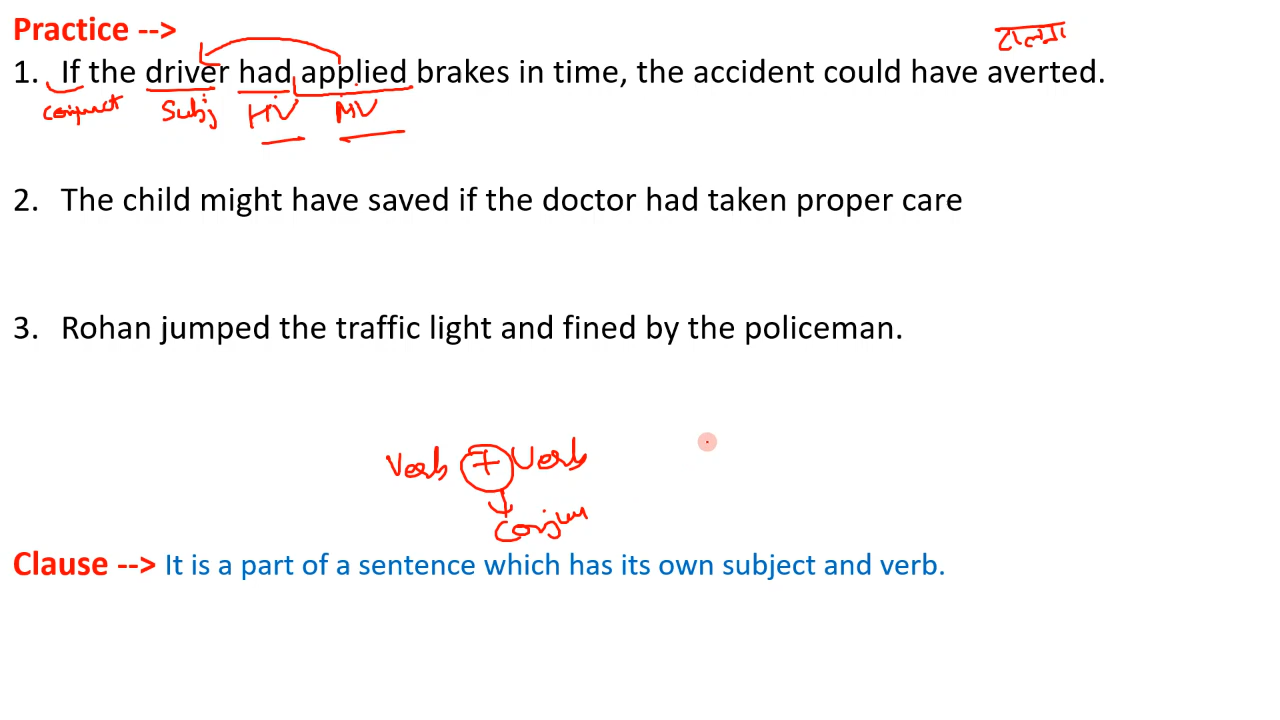 Practice -->
टालना
1. If the driver had applied brakes in time, the accident could have averted.
conjunct Subj HV MV
2. The child might have saved if the doctor had taken proper care
3. Rohan jumped the traffic light and fined by the policeman.
Verb + Verb
Conjun
Clause --> It is a part of a sentence which has its own subject and verb.